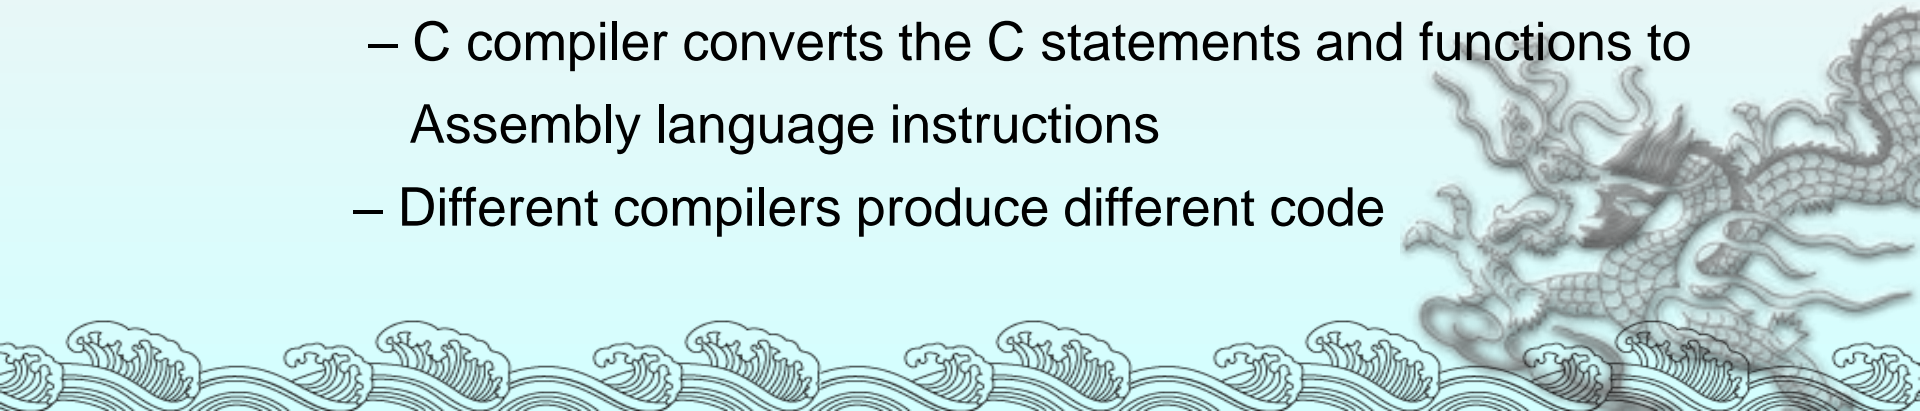 – C compiler converts the C statements and functions to
Assembly language instructions
– Different compilers produce different code